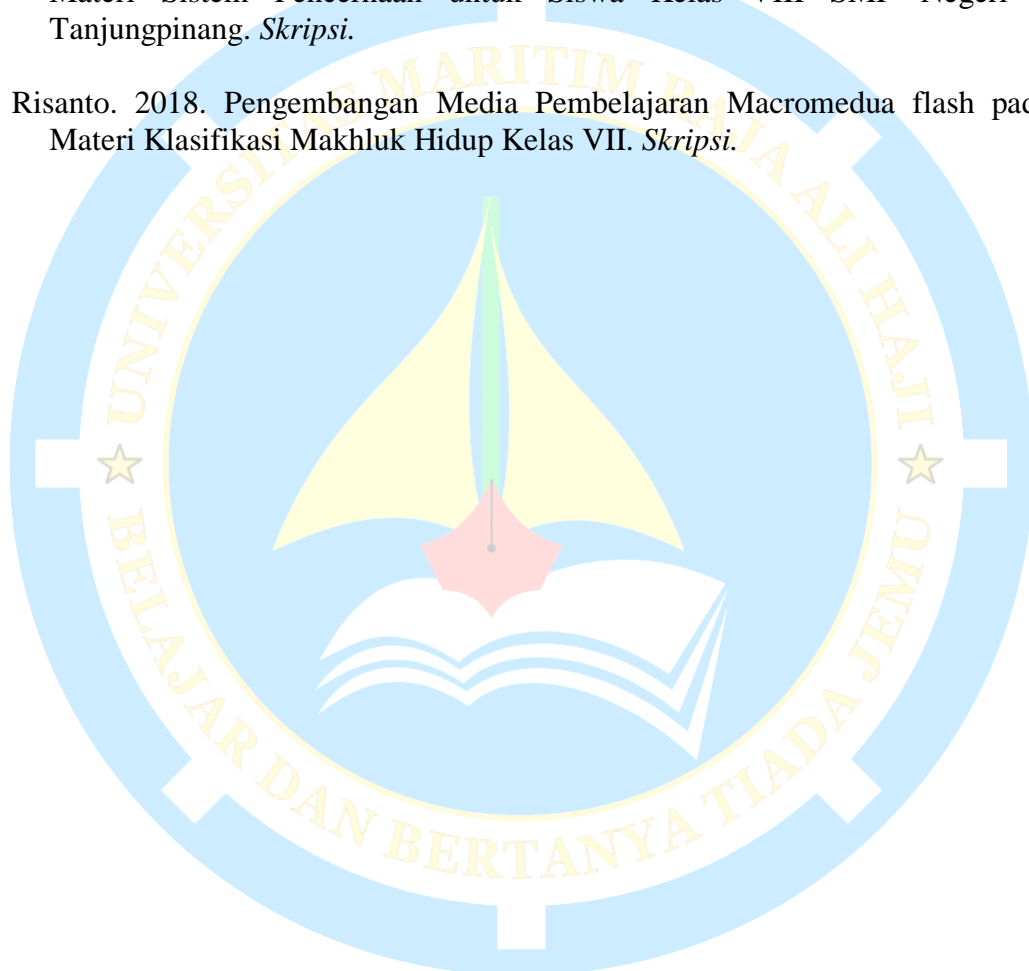 Materi Sistem Pencernaan untuk Siswa Kelas VIII SMP Negeri
Tanjungpinang. Skripsi.
Risanto. 2018. Pengembangan Media Pembelajaran Macromedua flash pad
Materi Klasifikasi Makhluk Hidup Kelas VII. Skripsi.
UNIVERSITAS MARITIM RAJA ALI HAJI
BELAJAR DAN BERTANYA TIADA JEMU